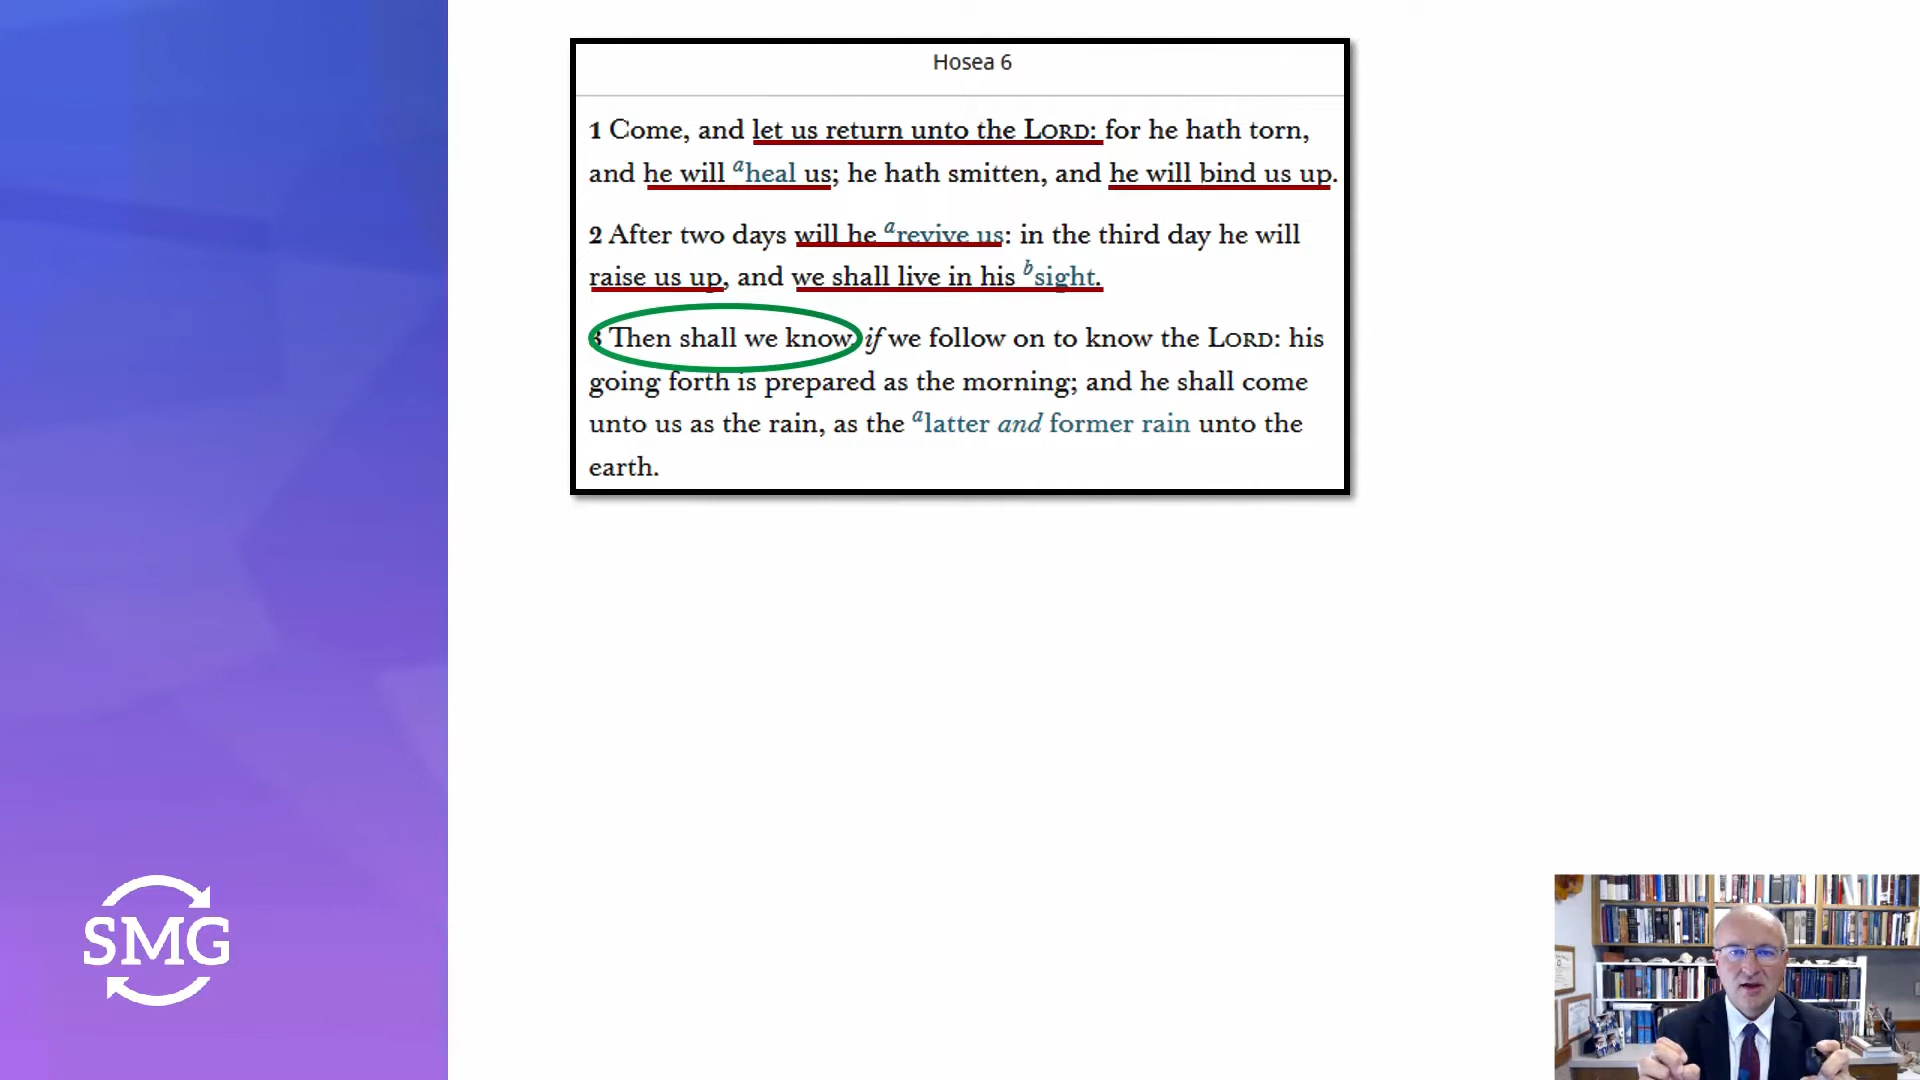 Hosea 6
1 Come, and let us return unto the LORD: for he hath torn,
and he will aheal us; he hath smitten, and he will bind us up.
2 After two days will he arevive us: in the third day he will
raise us up, and we shall live in his bsight.
3 Then shall we know, if we follow on to know the LORD: his
going forth is prepared as the morning; and he shall come
unto us as the rain, as the alatter and former rain unto the
earth.
SMG